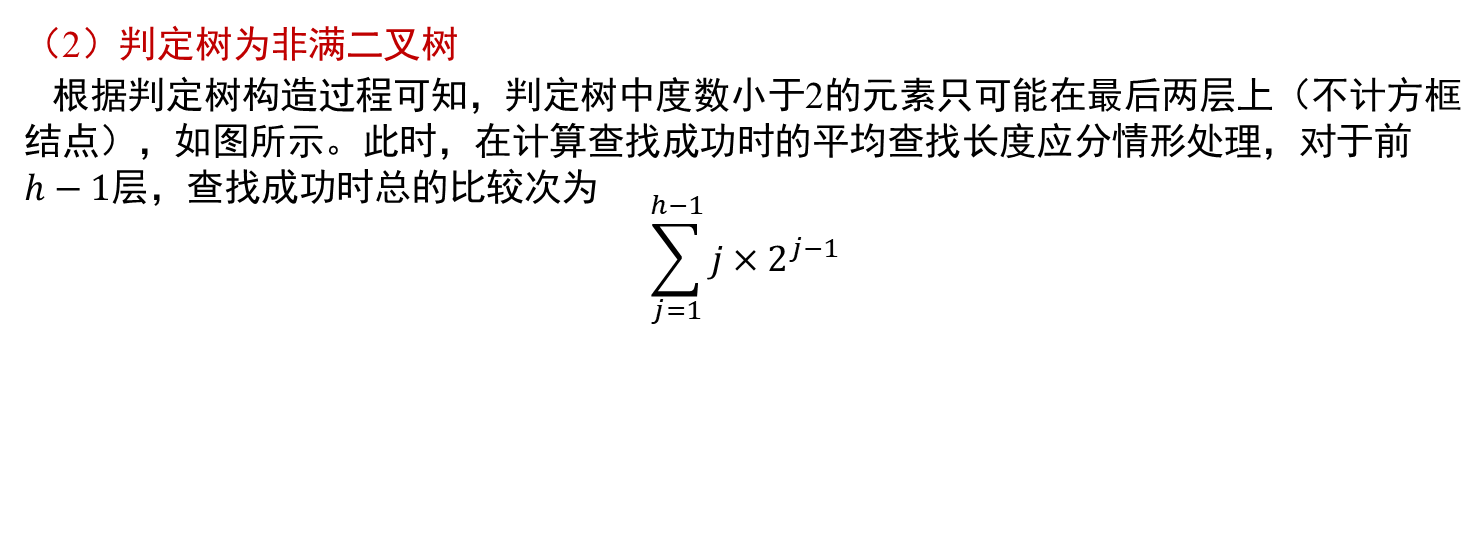 （2）判定树为非满二叉树
根据判定树构造过程可知，判定树中度数小于2的元素只可能在最后两层上（不计方框
结点），如图所示。此时，在计算查找成功时的平均查找长度应分情形处理，对于前
h − 1层，查找成功时总的比较次为
h−1
∑ j × 2^{j−1}
j=1